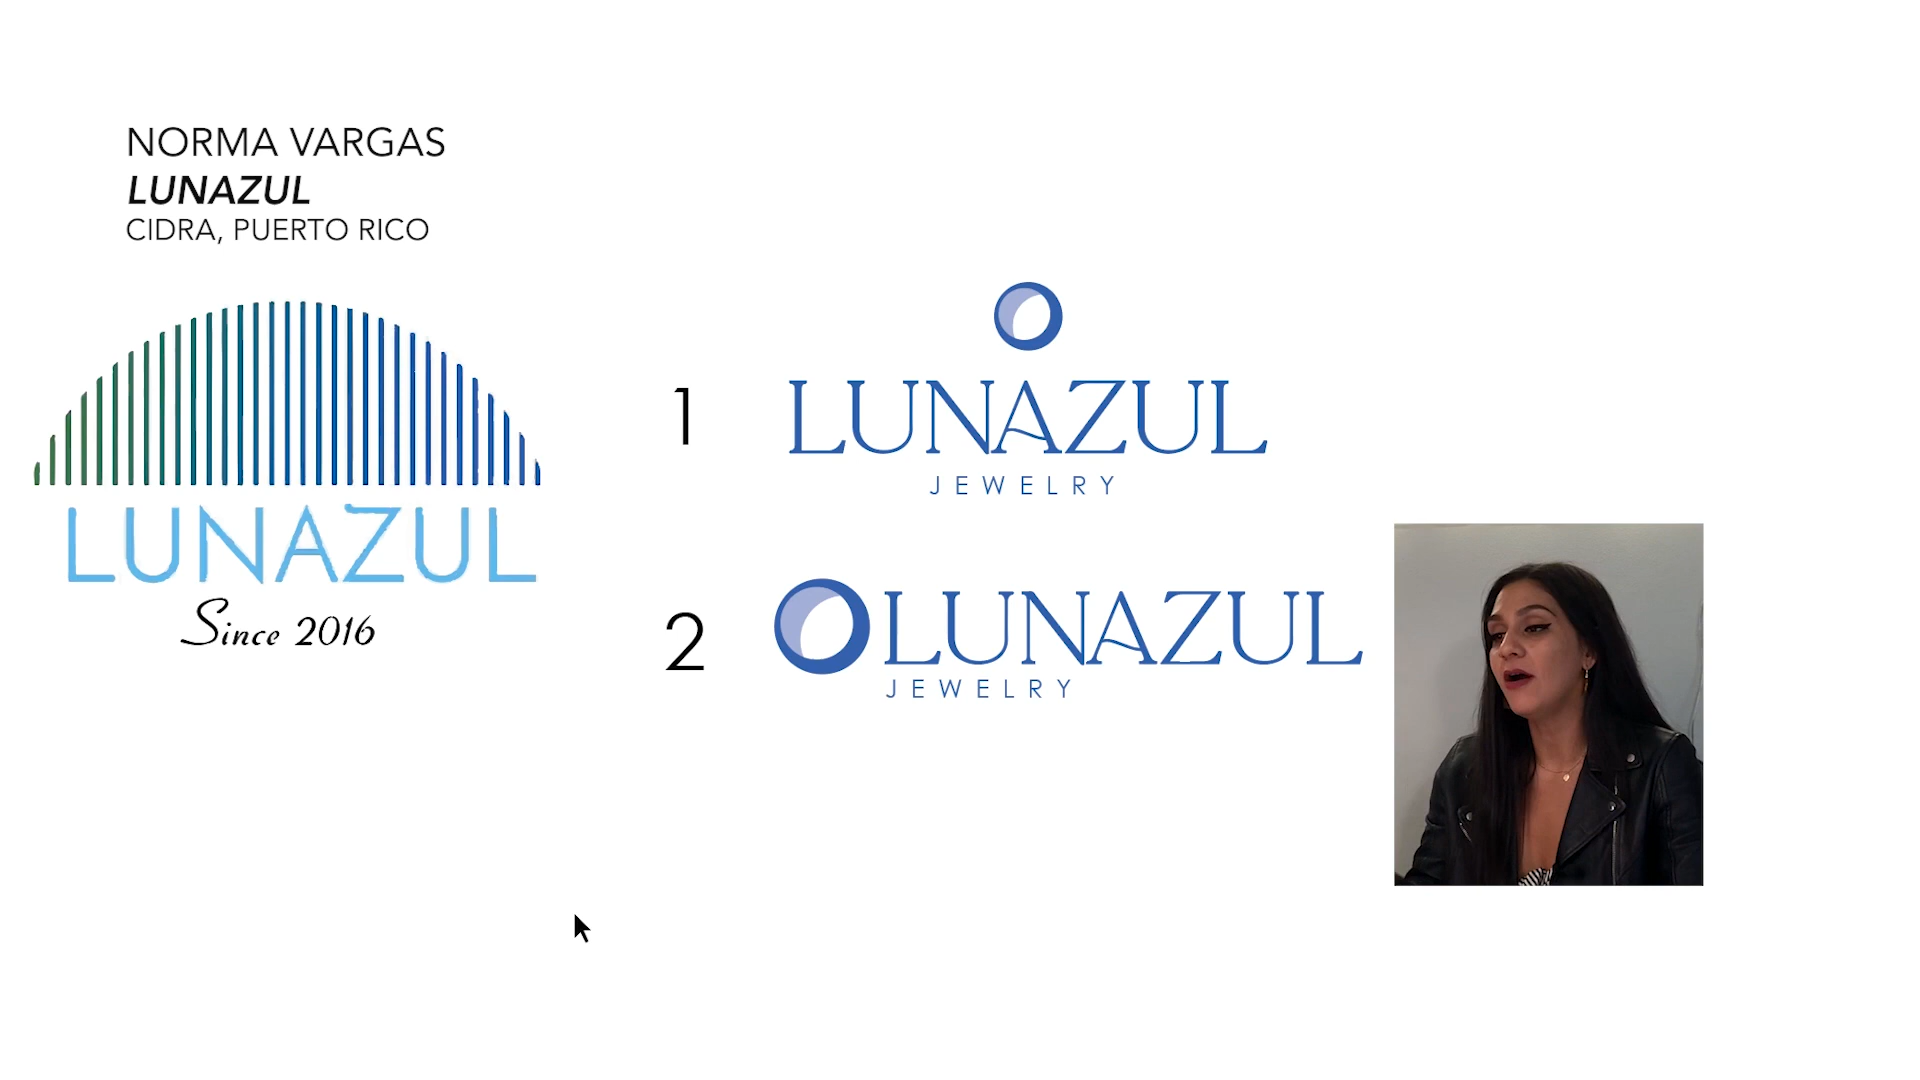 NORMA VARGAS
LUNAZUL
CIDRA, PUERTO RICO
LUNAZUL
Since 2016
1
LUNAZUL
JEWELRY
2
LUNAZUL
JEWELRY